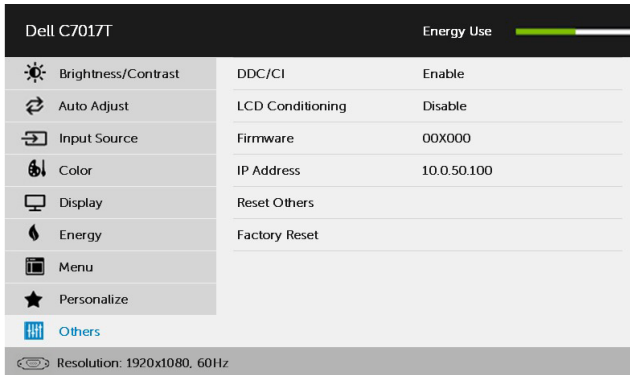 Dell C7017T Energy Use
Brightness/Contrast DDC/CI Enable
Auto Adjust LCD Conditioning Disable
Input Source Firmware 00X000
Color IP Address 10.0.50.100
Display Reset Others
Energy Factory Reset
Menu
Personalize
Others
Resolution: 1920x1080, 60Hz